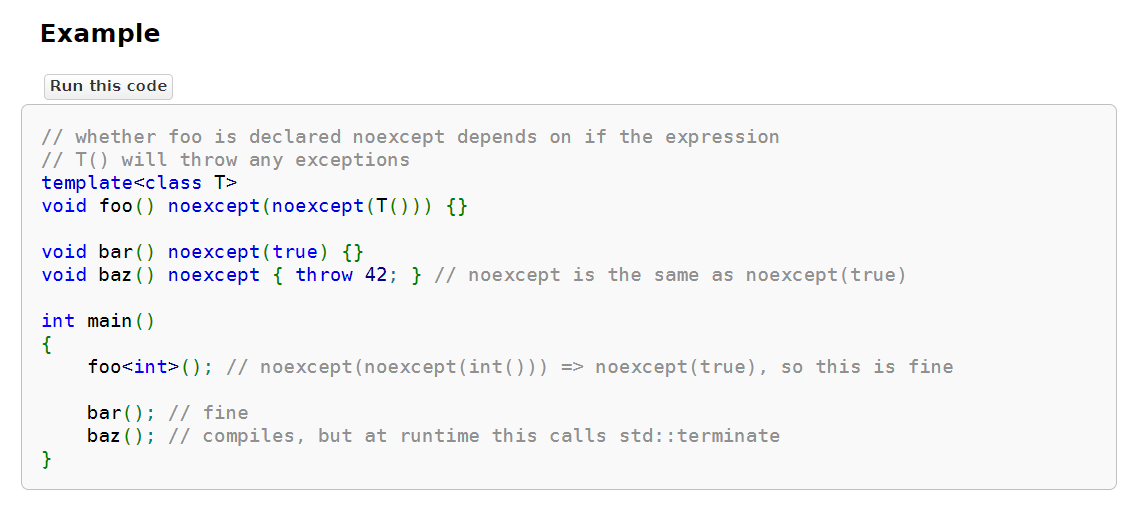 Example
Run this code
// whether foo is declared noexcept depends on if the expression
// T() will throw any exceptions
template<class T>
void foo() noexcept(noexcept(T())) {}
void bar() noexcept(true) {}
void baz() noexcept { throw 42; } // noexcept is the same as noexcept(true)
int main()
{
    foo<int>(); // noexcept(noexcept(int())) => noexcept(true), so this is fine
    bar(); // fine
    baz(); // compiles, but at runtime this calls std::terminate
}